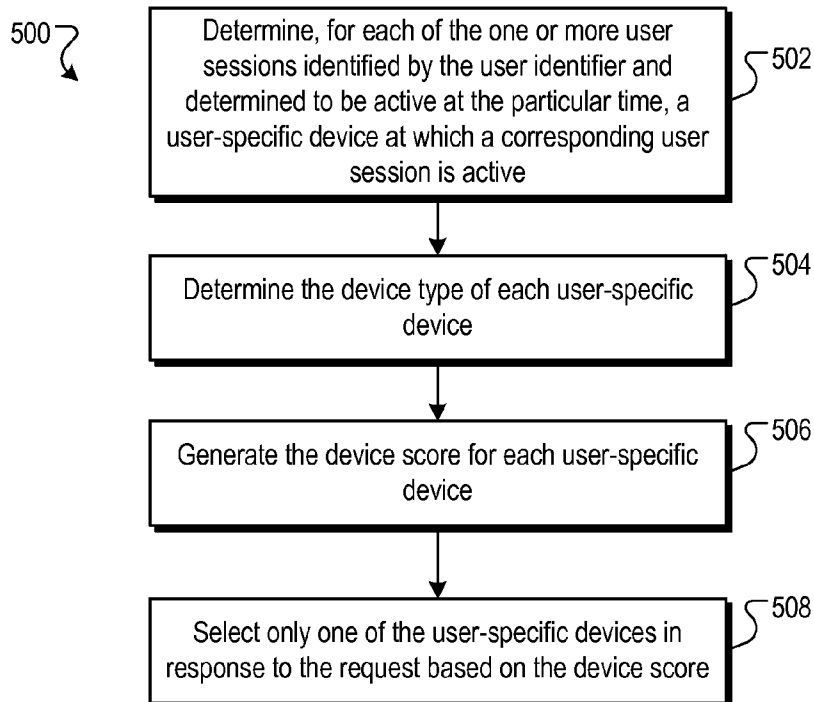 500
Determine, for each of the one or more user
sessions identified by the user identifier and
determined to be active at the particular time, a
user-specific device at which a corresponding user
session is active
502
Determine the device type of each user-specific
device
504
Generate the device score for each user-specific
device
506
Select only one of the user-specific devices in
response to the request based on the device score
508